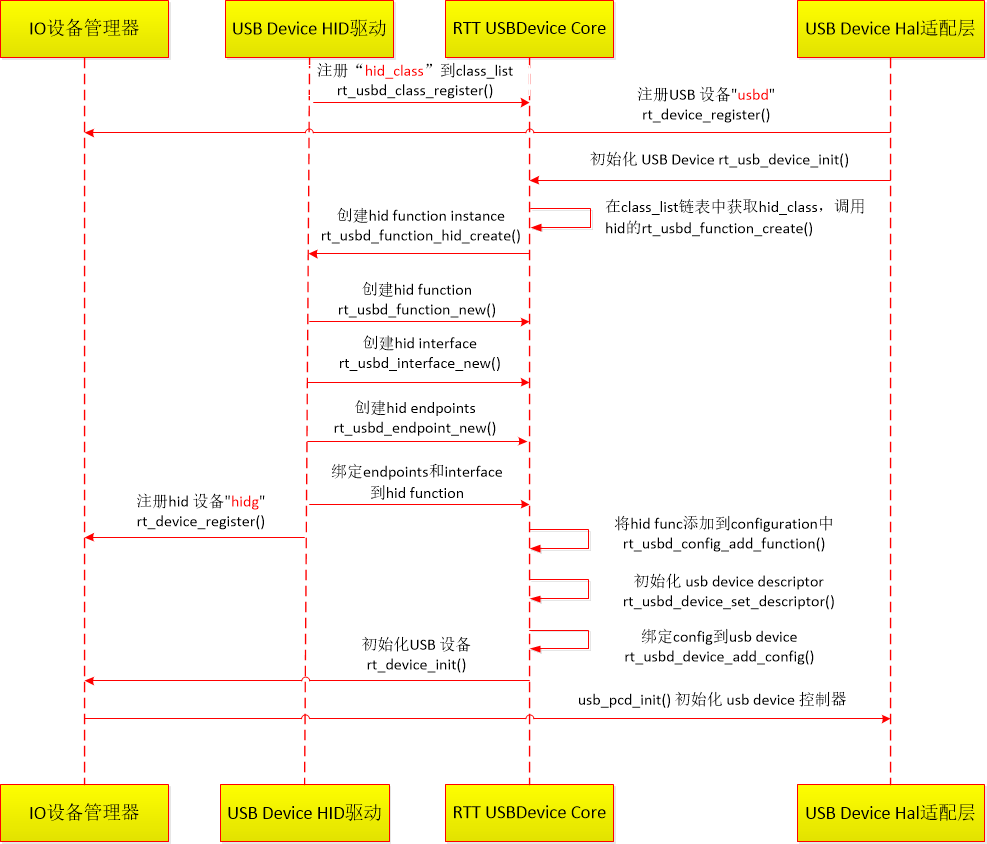 IO设备管理器
USB Device HID驱动
RTT USBDevice Core
USB Device Hal适配层
注册“hid_class”到class_list
rt_usbd_class_register()
注册USB 设备"usbd"
rt_device_register()
初始化 USB Device rt_usb_device_init()
在class_list链表中获取hid_class，调用
hid的rt_usbd_function_create()
创建hid function instance
rt_usbd_function_hid_create()
创建hid function
rt_usbd_function_new()
创建hid interface
rt_usbd_interface_new()
创建hid endpoints
rt_usbd_endpoint_new()
绑定endpoints和interface
到hid function
注册hid 设备"hidg"
rt_device_register()
将hid func添加到configuration中
rt_usbd_config_add_function()
初始化 usb device descriptor
rt_usbd_device_set_descriptor()
绑定config到usb device
rt_usbd_device_add_config()
初始化USB 设备
rt_device_init()
usb_pcd_init() 初始化 usb device 控制器
IO设备管理器
USB Device HID驱动
RTT USBDevice Core
USB Device Hal适配层